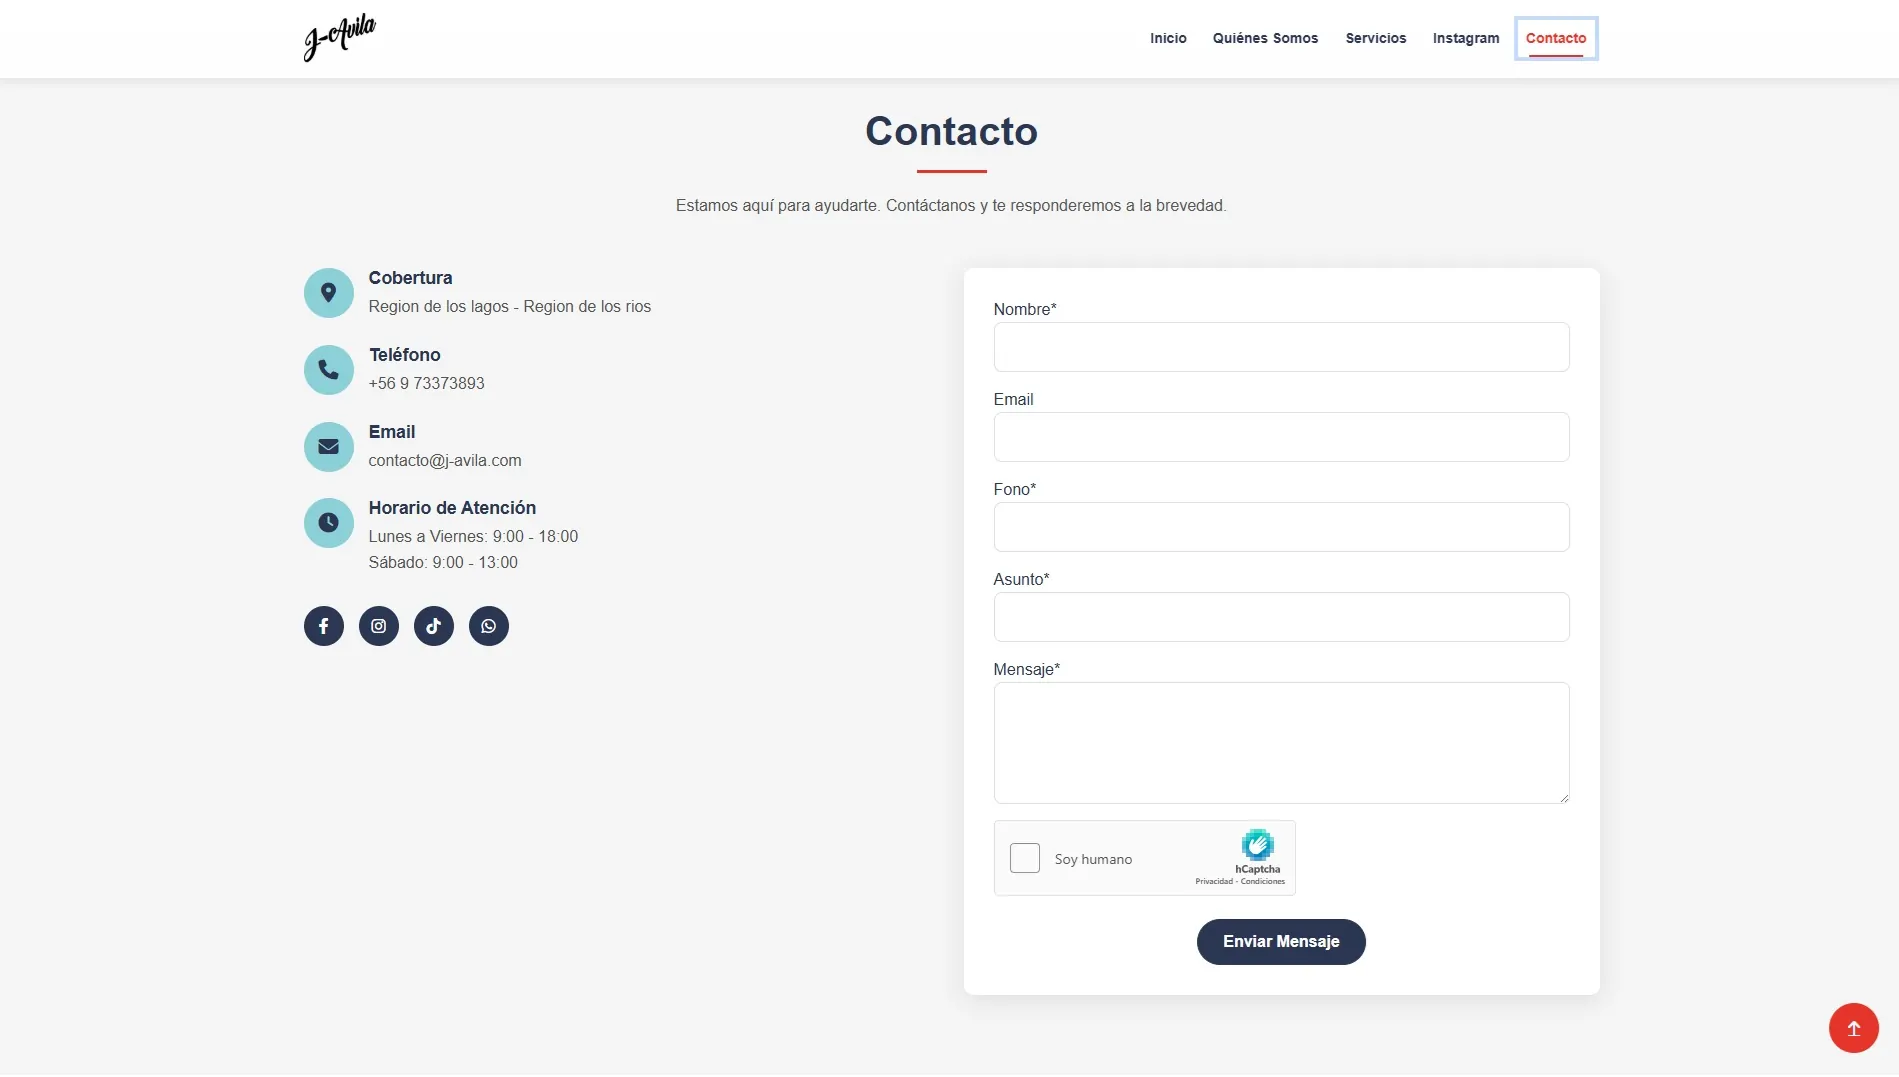 J-Avila
Inicio
Quiénes Somos
Servicios
Instagram
Contacto
Contacto
Estamos aquí para ayudarte. Contáctanos y te responderemos a la brevedad.
Cobertura
Region de los lagos - Region de los rios
Teléfono
+56 9 73373893
Email
contacto@j-avila.com
Horario de Atención
Lunes a Viernes: 9:00 - 18:00
Sábado: 9:00 - 13:00
Nombre*
Email
Fono*
Asunto*
Mensaje*
Soy humano
hCaptcha
Privacidad - Condiciones
Enviar Mensaje